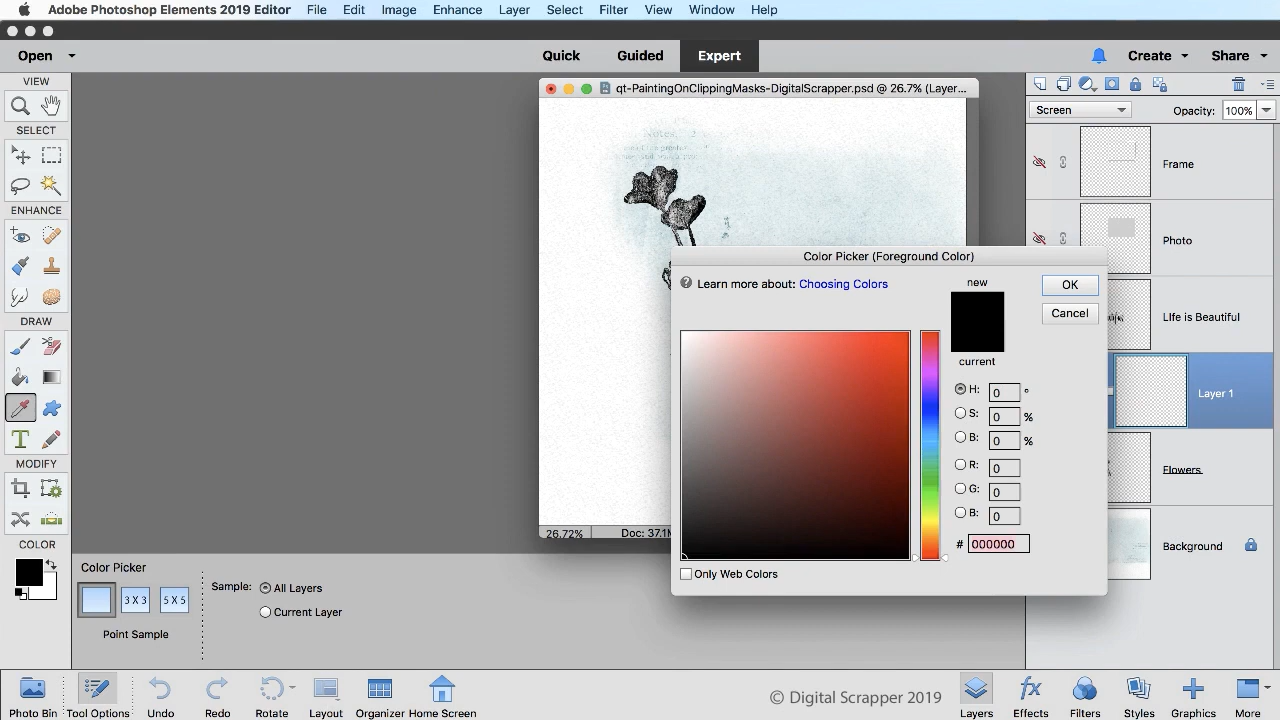 Adobe Photoshop Elements 2019 Editor File Edit Image Enhance Layer Select Filter View Window Help
Open Quick Guided Expert Create Share
VIEW
SELECT
ENHANCE
DRAW
T
MODIFY
COLOR
qt-PaintingOnClippingMasks-DigitalScrapper.psd @ 26.7% (Layer...
26.72% Doc: 37.1M
Color Picker (Foreground Color)
? Learn more about: Choosing Colors
new
current
OK
Cancel
H: 0 °
S: 0 %
B: 0 %
R: 0
G: 0
B: 0
# 000000
Only Web Colors
Screen Opacity: 100%
Frame
Photo
LIfe is Beautiful
Layer 1
Flowers
Background
Color Picker
3 X 3 5 X 5
Point Sample
Sample: All Layers
Current Layer
© Digital Scrapper 2019
Photo Bin Tool Options Undo Redo Rotate Layout Organizer Home Screen fx Layers Effects Filters Styles Graphics More